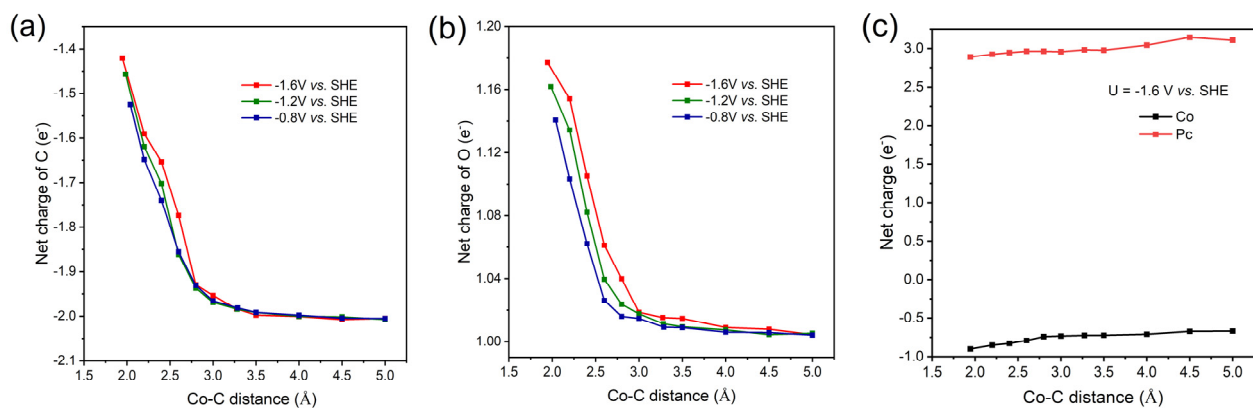 (a)
Net charge of C (e⁻)
-1.4
-1.5
-1.6
-1.7
-1.8
-1.9
-2.0
-2.1
-1.6V vs. SHE
-1.2V vs. SHE
-0.8V vs. SHE
1.5 2.0 2.5 3.0 3.5 4.0 4.5 5.0
Co-C distance (Å)
(b)
Net charge of O (e⁻)
1.20
1.16
1.12
1.08
1.04
1.00
-1.6V vs. SHE
-1.2V vs. SHE
-0.8V vs. SHE
1.5 2.0 2.5 3.0 3.5 4.0 4.5 5.0
Co-C distance (Å)
(c)
Net charge (e⁻)
3.0
2.5
2.0
1.5
1.0
0.5
0.0
-0.5
-1.0
U = -1.6 V vs. SHE
Co
Pc
1.5 2.0 2.5 3.0 3.5 4.0 4.5 5.0
Co-C distance (Å)